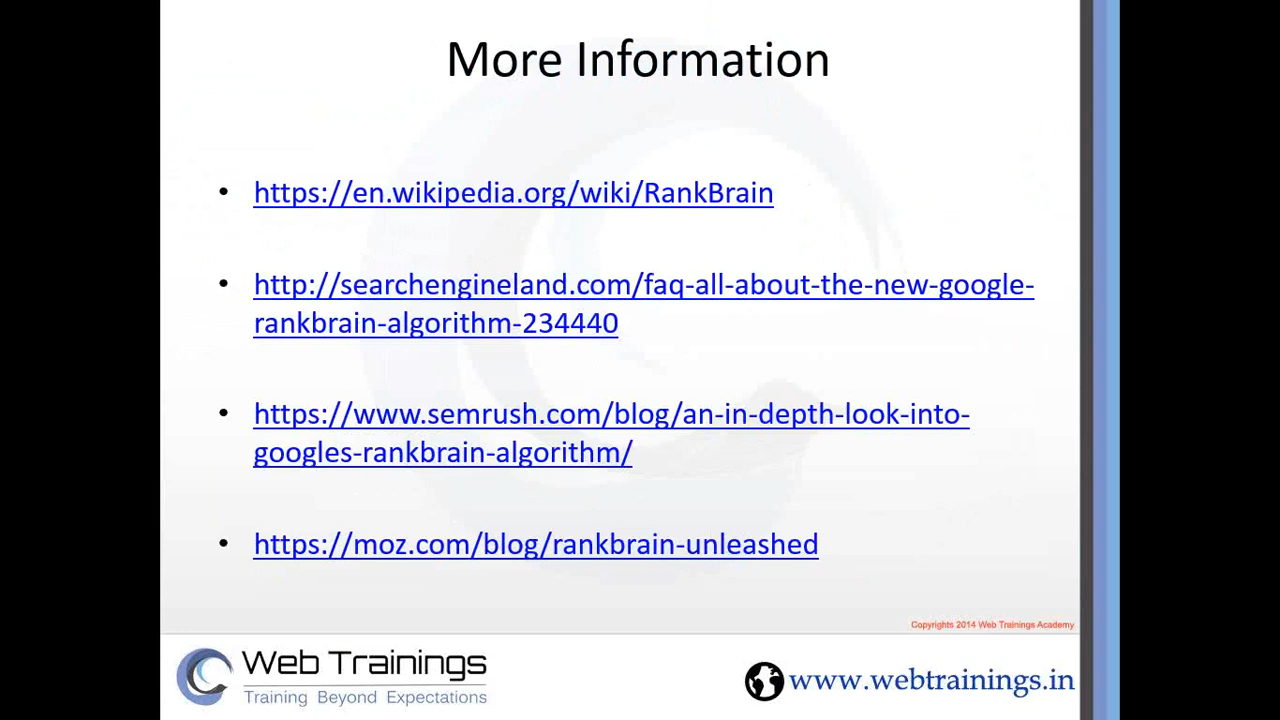 More Information
• https://en.wikipedia.org/wiki/RankBrain
• http://searchengineland.com/faq-all-about-the-new-google-
rankbrain-algorithm-234440
• https://www.semrush.com/blog/an-in-depth-look-into-
googles-rankbrain-algorithm/
• https://moz.com/blog/rankbrain-unleashed
Copyrights 2014 Web Trainings Academy
Web Trainings
Training Beyond Expectations
www.webtrainings.in